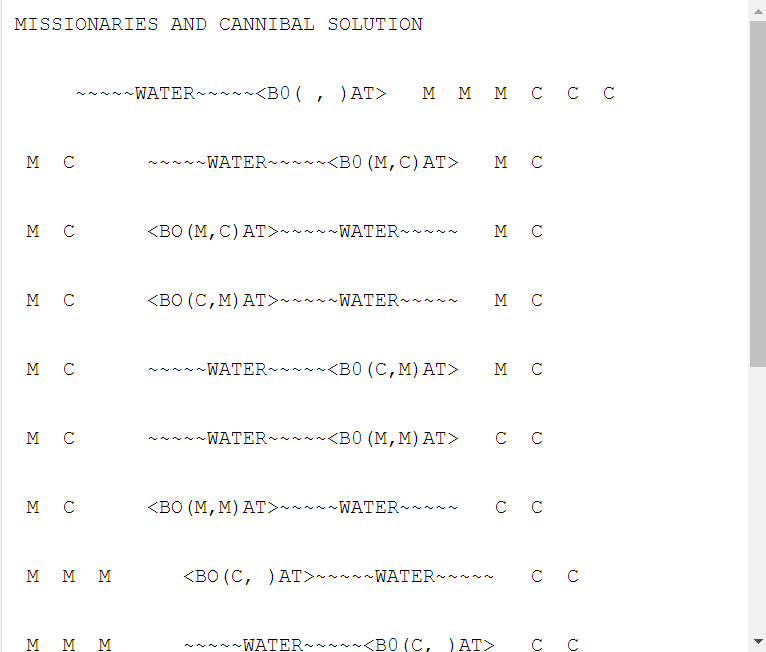 MISSIONARIES AND CANNIBAL SOLUTION
~~~~~WATER~~~~~<B0( , )AT> M M M C C C
M C ~~~~~WATER~~~~~<B0(M,C)AT> M C
M C <BO(M,C)AT>~~~~~WATER~~~~~ M C
M C <BO(C,M)AT>~~~~~WATER~~~~~ M C
M C ~~~~~WATER~~~~~<B0(C,M)AT> M C
M C ~~~~~WATER~~~~~<B0(M,M)AT> C C
M C <BO(M,M)AT>~~~~~WATER~~~~~ C C
M M M <BO(C, )AT>~~~~~WATER~~~~~ C C
M M M ~~~~~WATER~~~~~<B0(C, )AT> C C